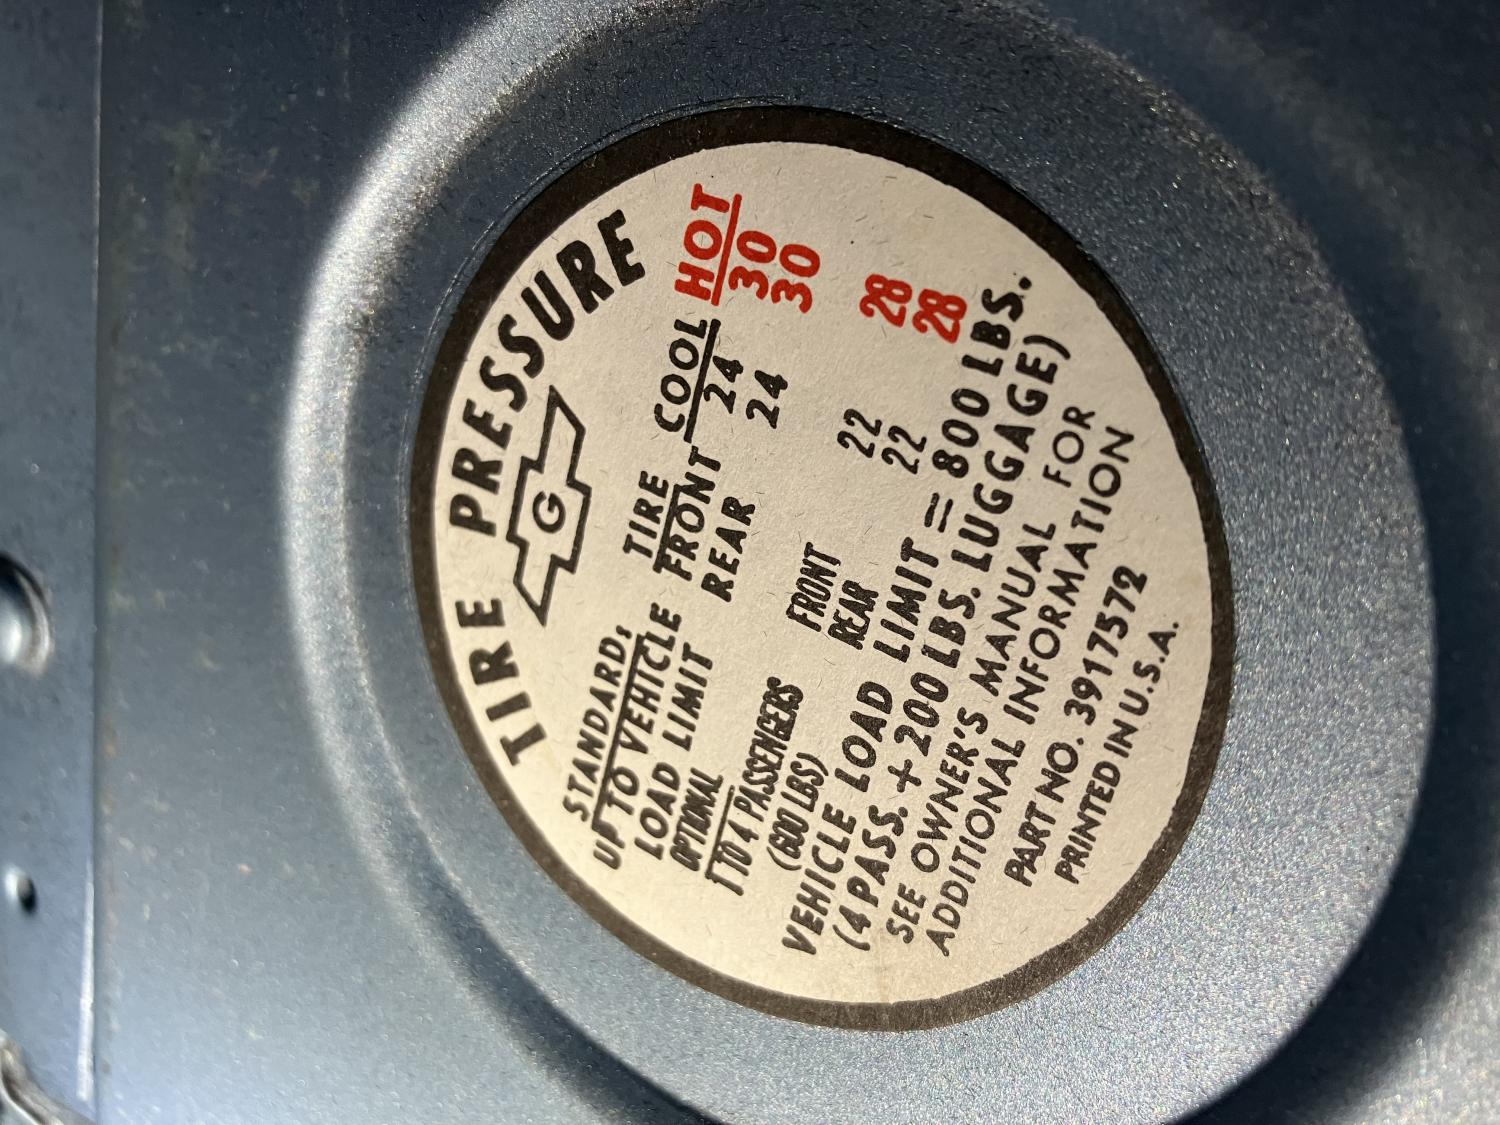 TIRE PRESSURE
G
TIRE COOL HOT
STANDARD:
UP TO VEHICLE FRONT 24 30
LOAD LIMIT REAR 24 30
OPTIONAL
1 TO 4 PASSENGERS FRONT 22 28
(600 LBS) REAR 22 28
VEHICLE LOAD LIMIT = 800 LBS.
(4 PASS. + 200 LBS. LUGGAGE)
SEE OWNER'S MANUAL FOR
ADDITIONAL INFORMATION
PART NO. 3917572
PRINTED IN U.S.A.